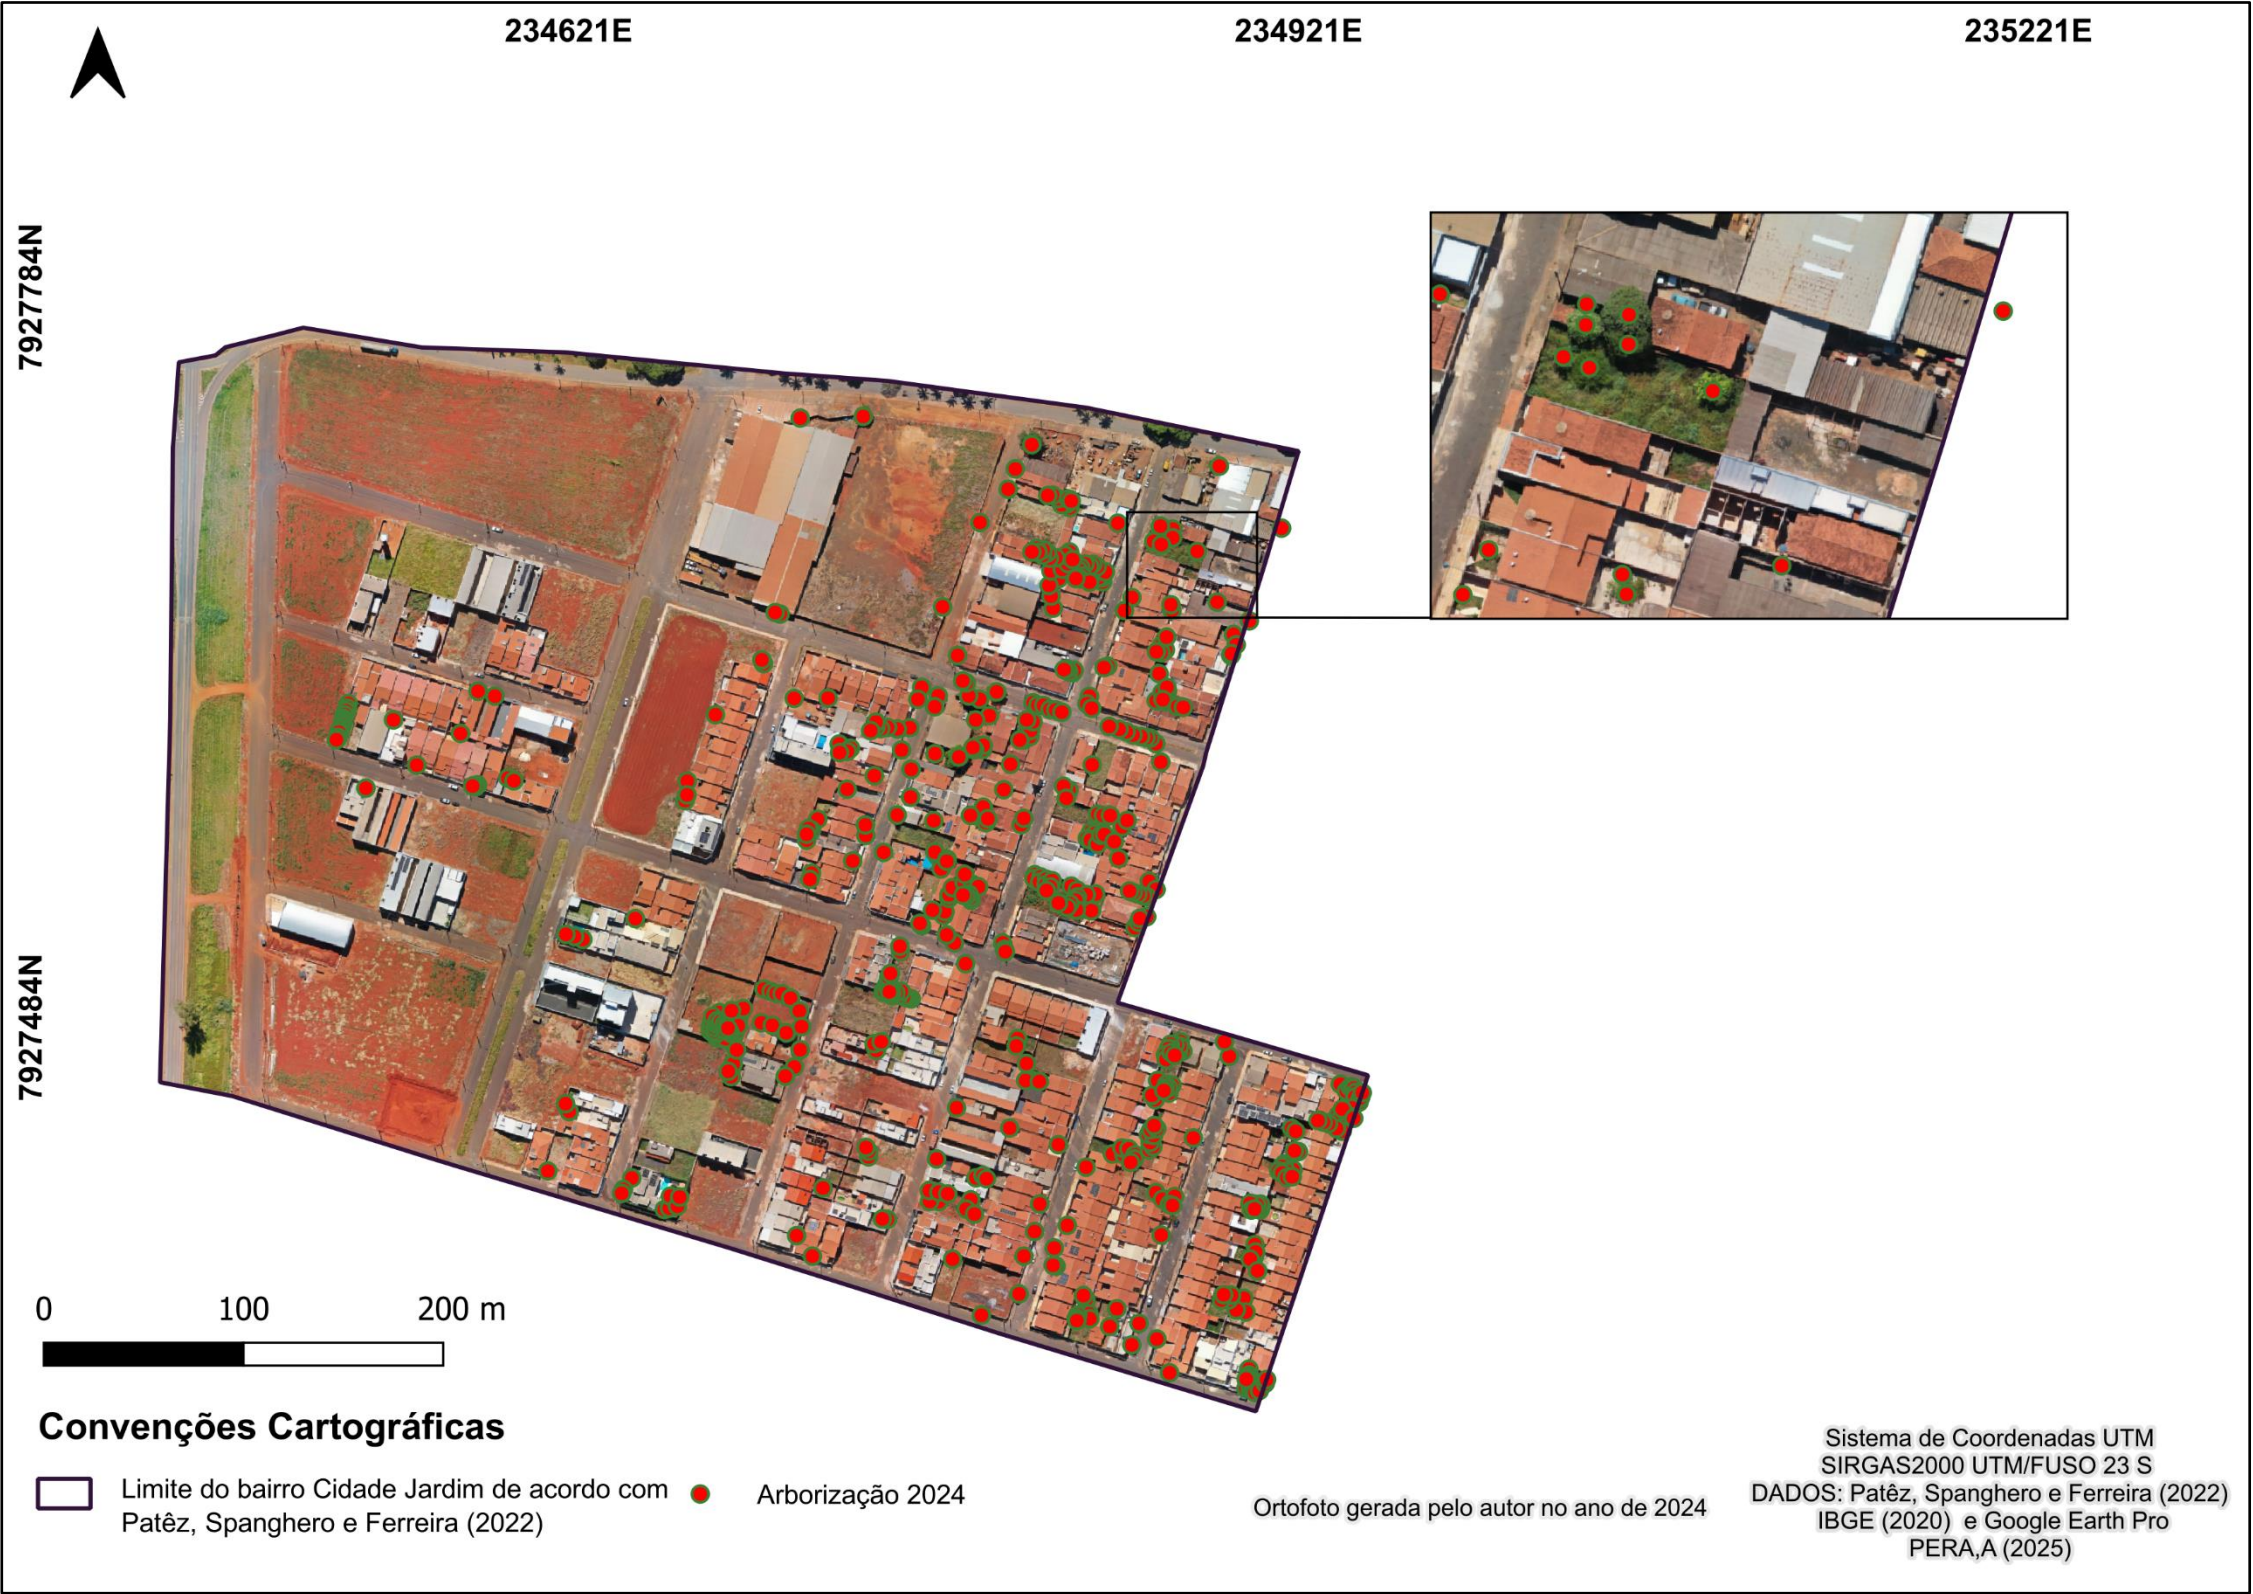 234621E
234921E
235221E
7927784N
7927484N
0 100 200 m
Convenções Cartográficas
Limite do bairro Cidade Jardim de acordo com
Patêz, Spanghero e Ferreira (2022)
Arborização 2024
Ortofoto gerada pelo autor no ano de 2024
Sistema de Coordenadas UTM
SIRGAS2000 UTM/FUSO 23 S
DADOS: Patêz, Spanghero e Ferreira (2022)
IBGE (2020) e Google Earth Pro
PERA,A (2025)